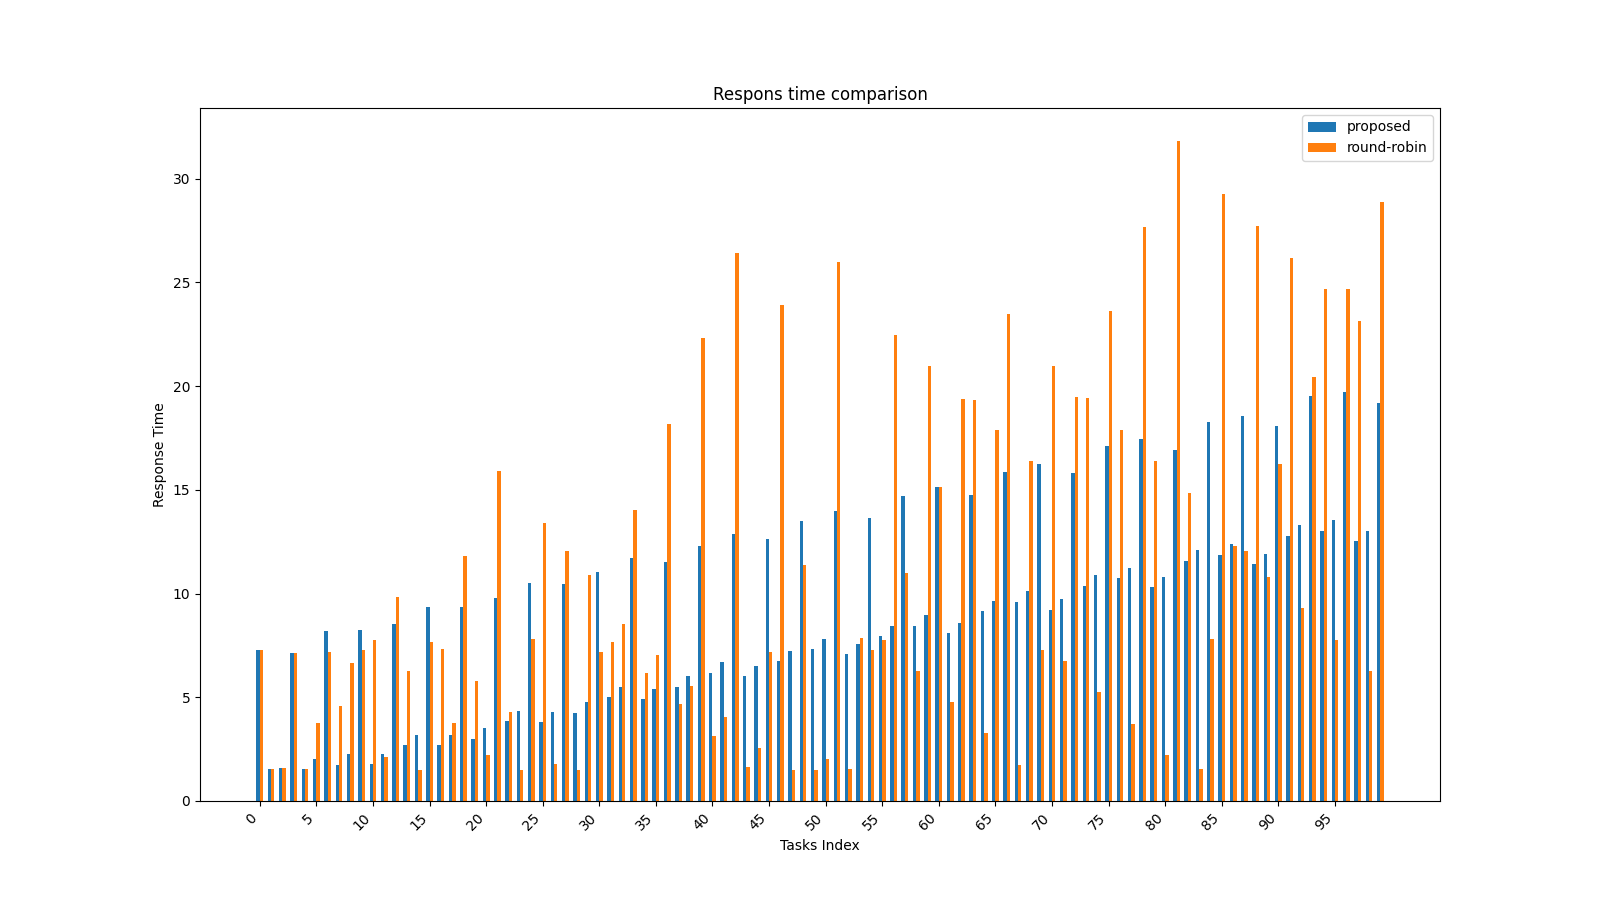 Respons time comparison
proposed
round-robin
Response Time
30
25
20
15
10
5
0
0 5 10 15 20 25 30 35 40 45 50 55 60 65 70 75 80 85 90 95
Tasks Index